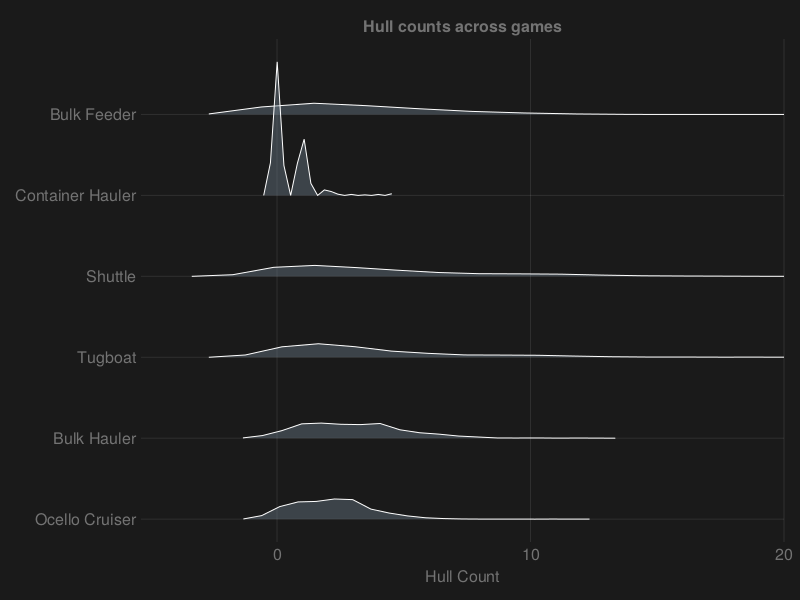 Hull counts across games
Bulk Feeder
Container Hauler
Shuttle
Tugboat
Bulk Hauler
Ocello Cruiser
0 10 20
Hull Count